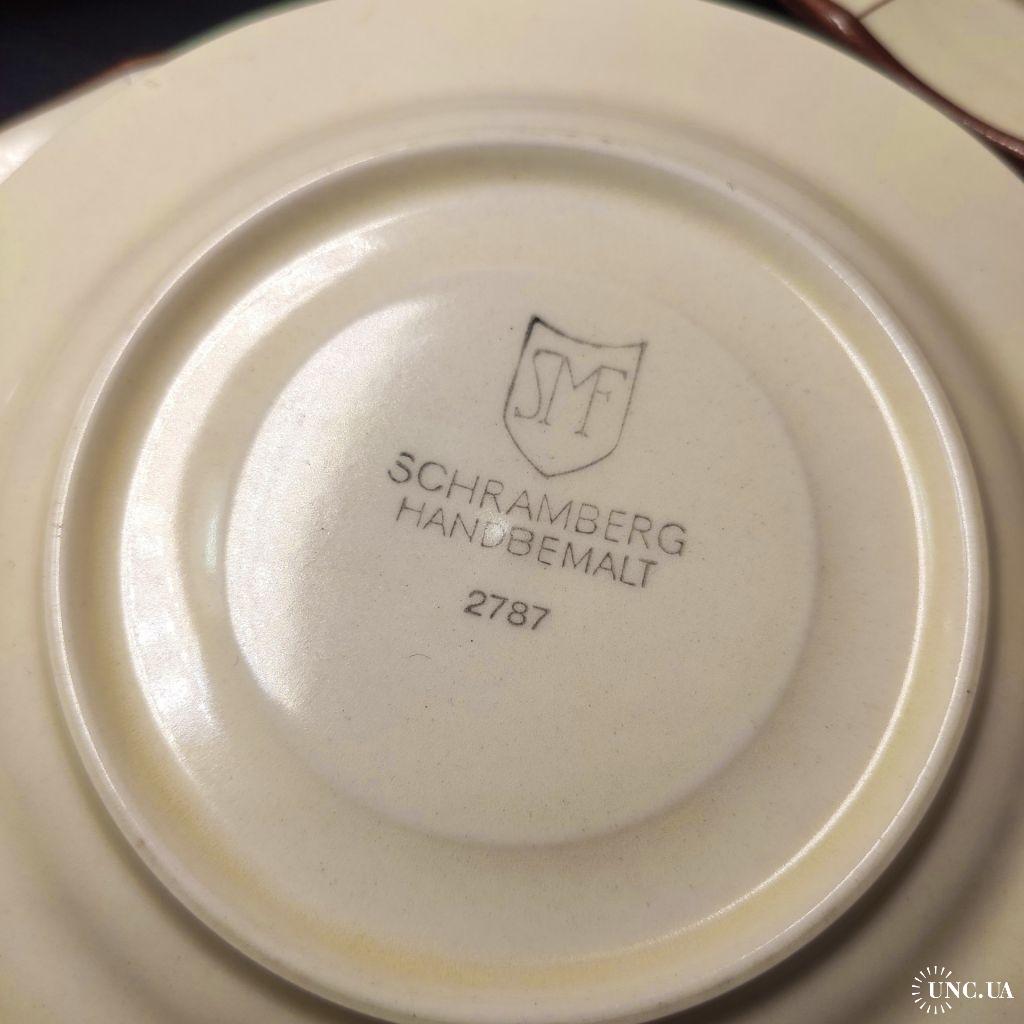 SMF
SCHRAMBERG
HANDBEMALT
2787
UNC.UA